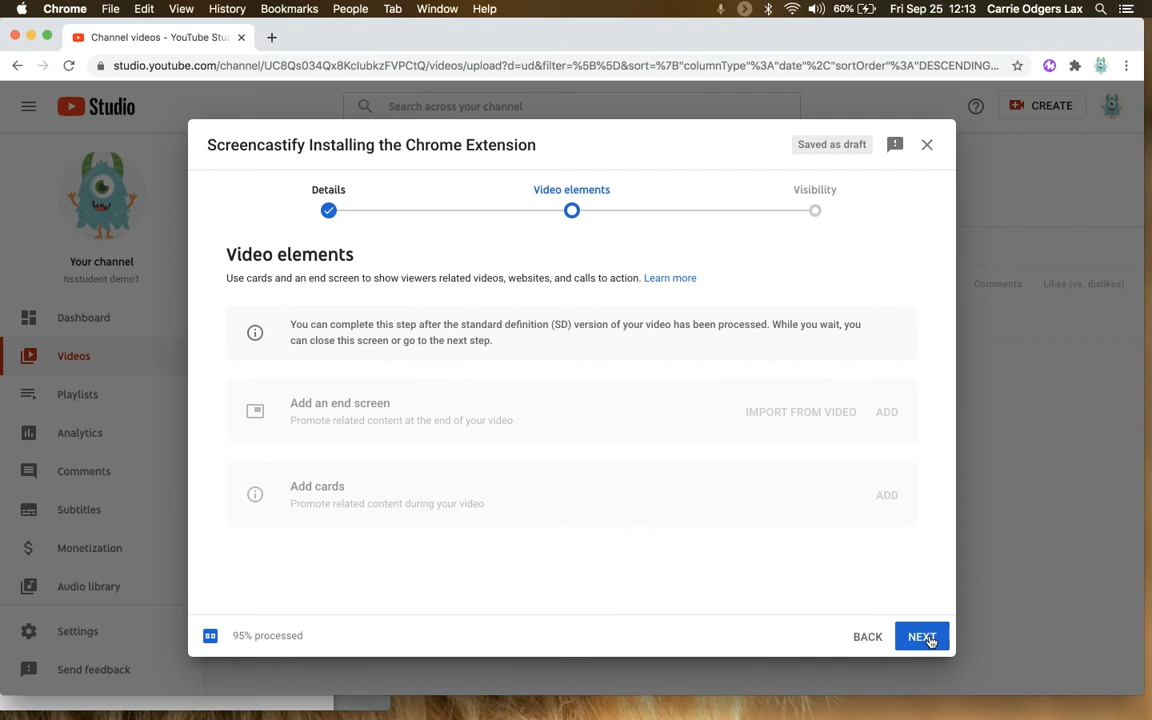 Chrome File Edit View History Bookmarks People Tab Window Help 60% Fri Sep 25 12:13 Carrie Odgers Lax
Channel videos - YouTube Stu
studio.youtube.com/channel/UC8Qs034Qx8KclubkzFVPCtQ/videos/upload?d=ud&filter=%5B%5D&sort=%7B"columnType"%3A"date"%2C"sortOrder"%3A"DESCENDING...
Studio Search across your channel CREATE
Screencastify Installing the Chrome Extension Saved as draft
Details Video elements Visibility
Your channel
hsstudent demo1
Dashboard
Videos
Playlists
Analytics
Comments
Subtitles
Monetization
Audio library
Settings
Send feedback
Video elements
Use cards and an end screen to show viewers related videos, websites, and calls to action. Learn more
You can complete this step after the standard definition (SD) version of your video has been processed. While you wait, you
can close this screen or go to the next step.
Add an end screen
Promote related content at the end of your video
IMPORT FROM VIDEO ADD
Add cards
Promote related content during your video
ADD
SD 95% processed BACK NEXT
Comments Likes (vs. dislikes)